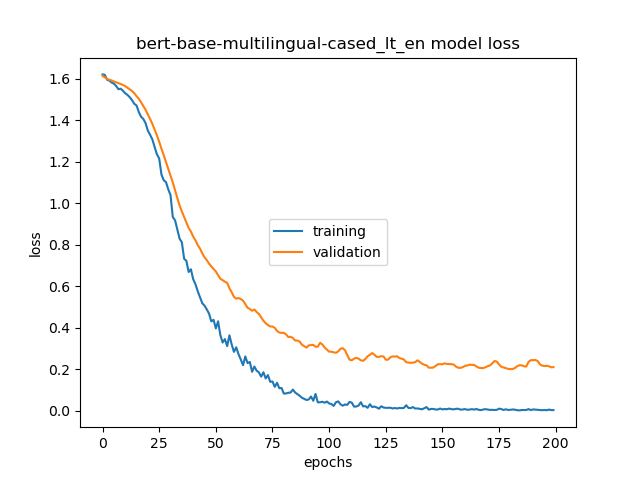 bert-base-multilingual-cased_lt_en model loss
loss
1.6
1.4
1.2
1.0
0.8
0.6
0.4
0.2
0.0
training
validation
0 25 50 75 100 125 150 175 200
epochs